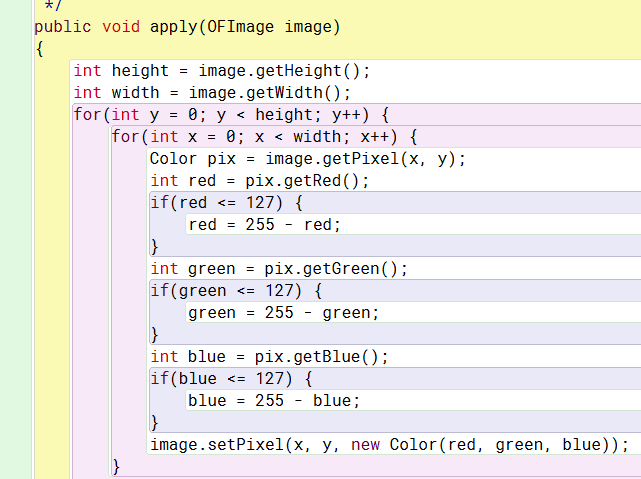 */
public void apply(OFImage image)
{
int height = image.getHeight();
int width = image.getWidth();
for(int y = 0; y < height; y++) {
for(int x = 0; x < width; x++) {
Color pix = image.getPixel(x, y);
int red = pix.getRed();
if(red <= 127) {
red = 255 - red;
}
int green = pix.getGreen();
if(green <= 127) {
green = 255 - green;
}
int blue = pix.getBlue();
if(blue <= 127) {
blue = 255 - blue;
}
image.setPixel(x, y, new Color(red, green, blue));
}